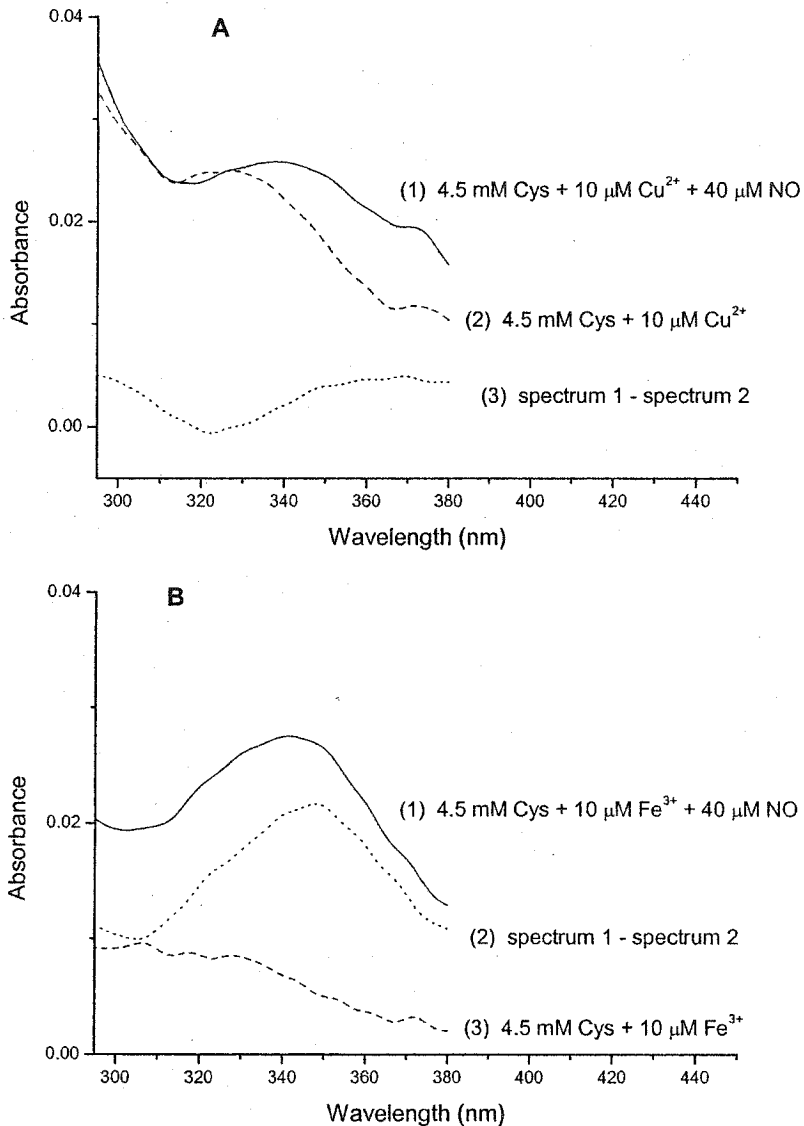 A
0.04
0.02
0.00
Absorbance
(1) 4.5 mM Cys + 10 μM Cu²⁺ + 40 μM NO
(2) 4.5 mM Cys + 10 μM Cu²⁺
(3) spectrum 1 - spectrum 2
300 320 340 360 380 400 420 440
Wavelength (nm)
B
0.04
0.02
0.00
Absorbance
(1) 4.5 mM Cys + 10 μM Fe³⁺ + 40 μM NO
(2) spectrum 1 - spectrum 2
(3) 4.5 mM Cys + 10 μM Fe³⁺
300 320 340 360 380 400 420 440
Wavelength (nm)